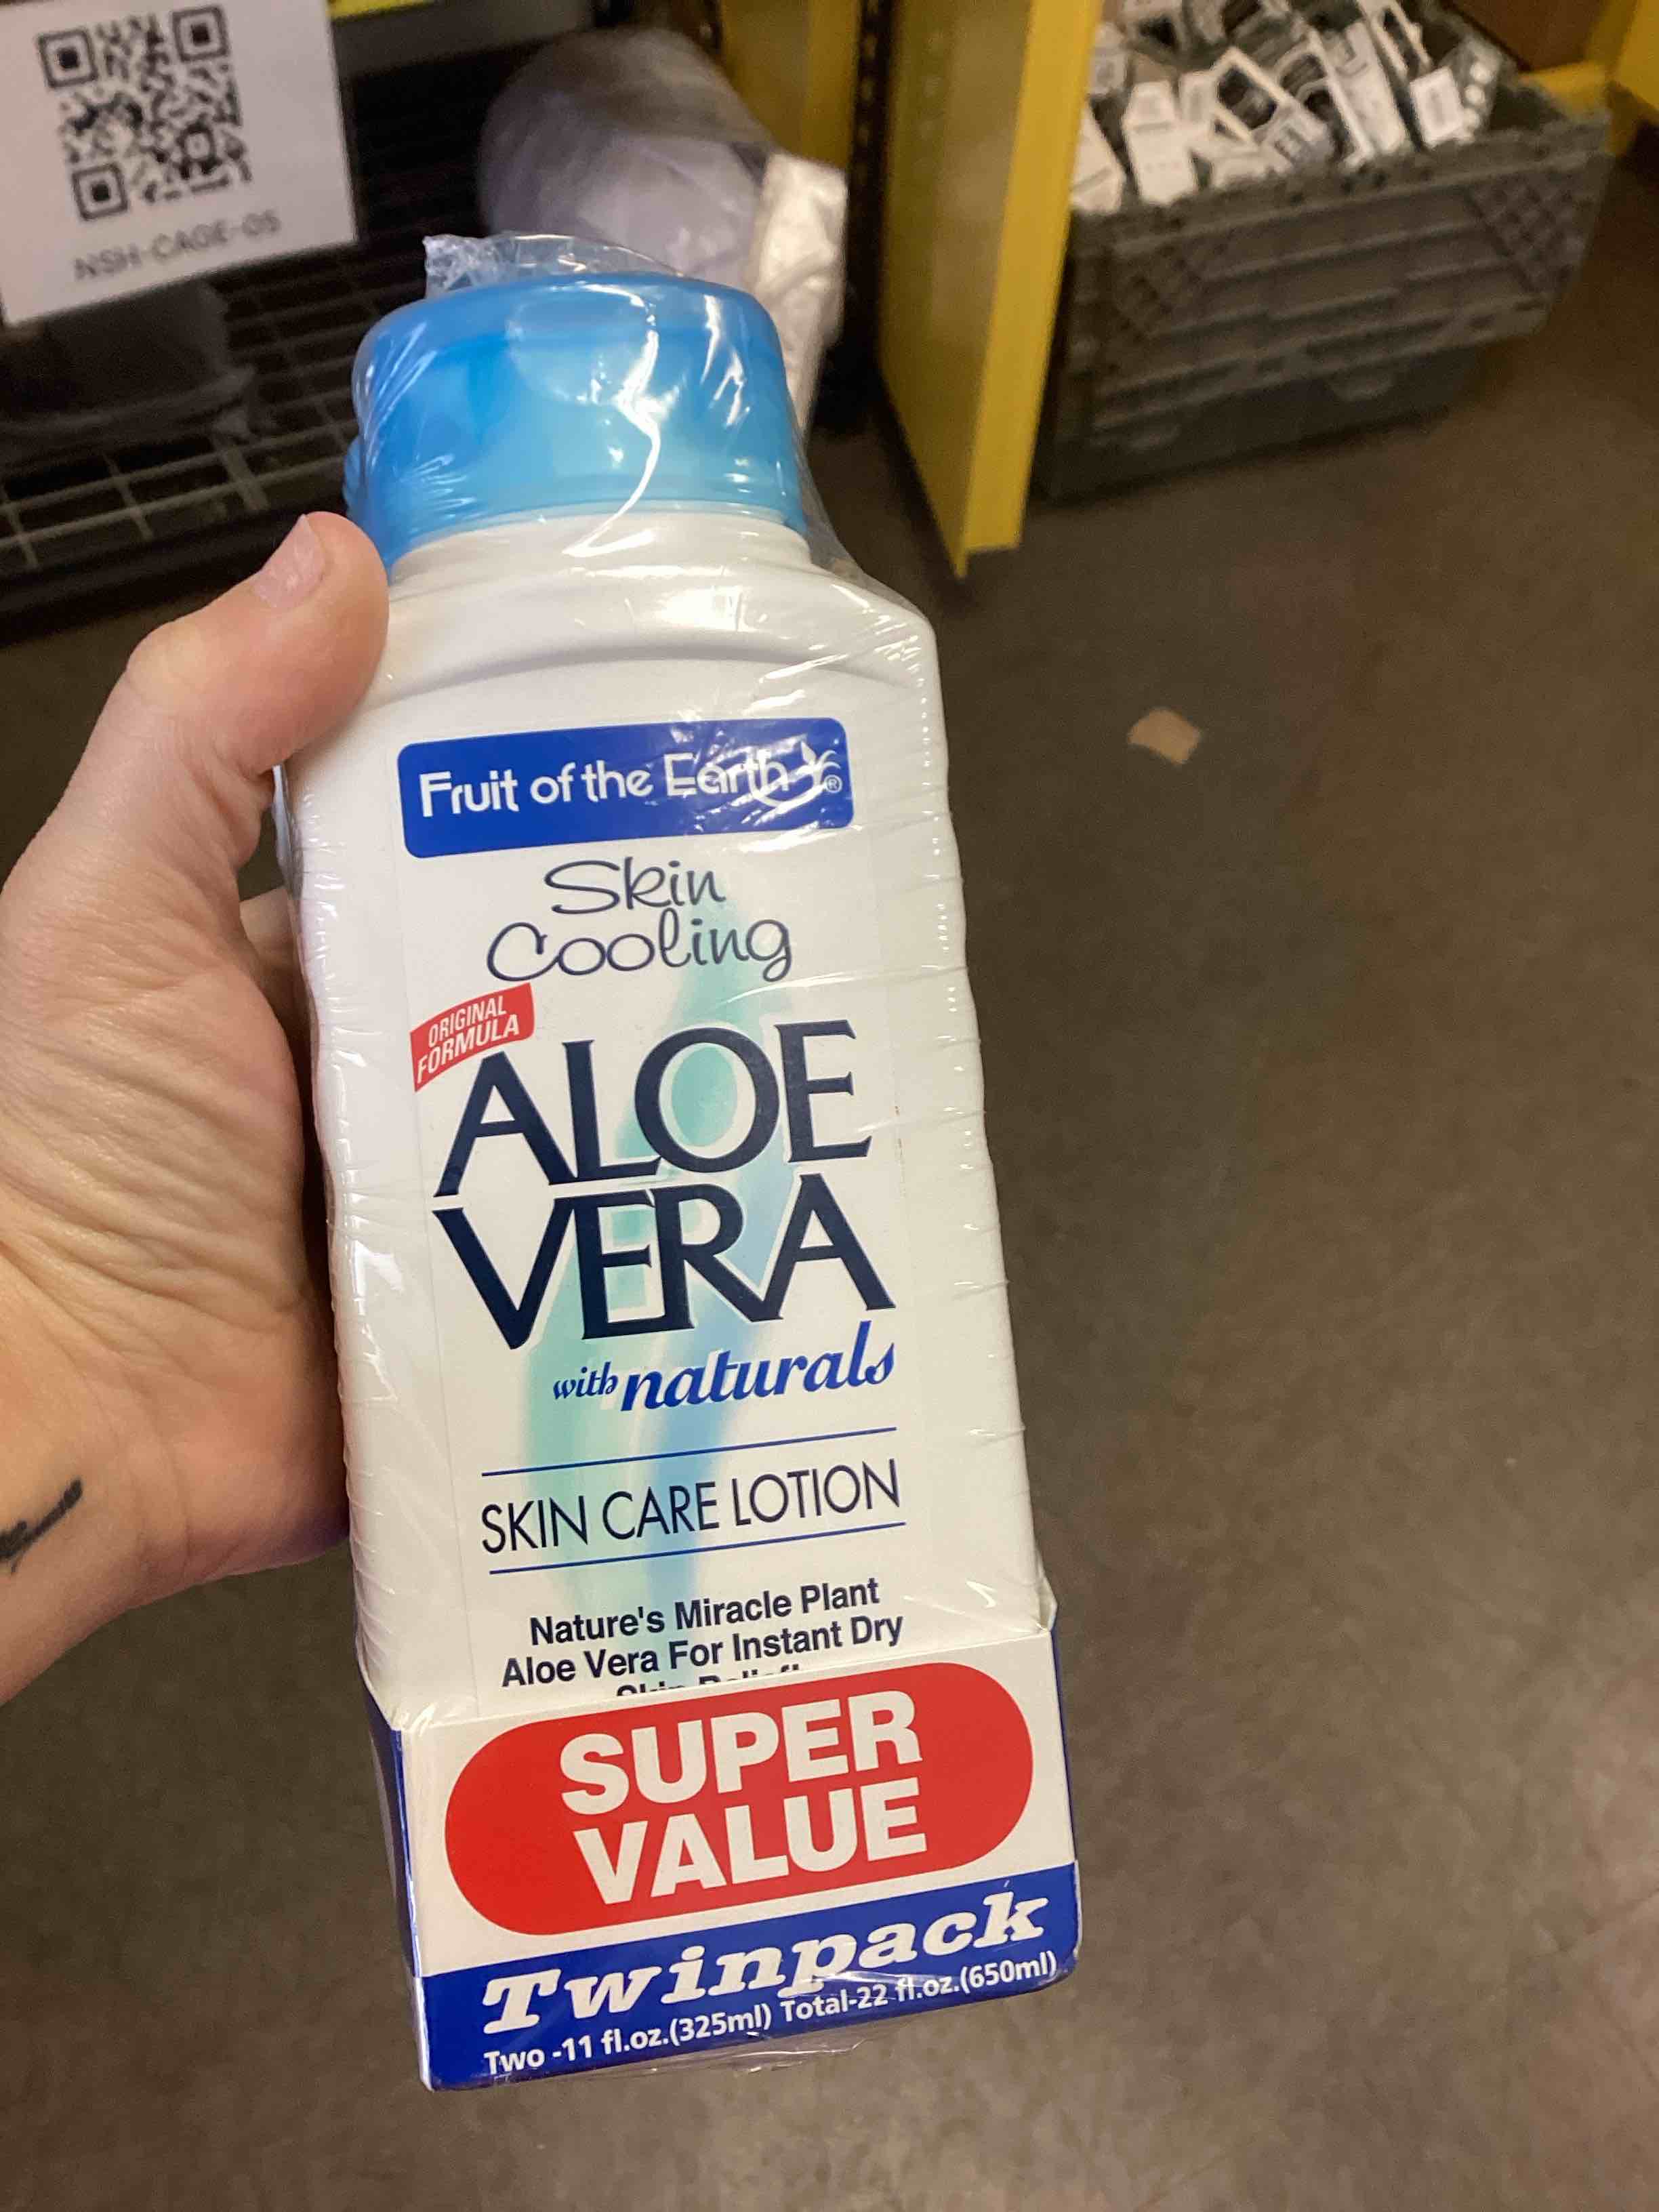 NSH-CAGE-05
Fruit of the Earth®
Skin
Cooling
ORIGINAL
FORMULA
ALOE
VERA
with naturals
SKIN CARE LOTION
Nature's Miracle Plant
Aloe Vera For Instant Dry
Skin Relief!
SUPER
VALUE
Twinpack
Two -11 fl.oz.(325ml) Total-22 fl.oz.(650ml)